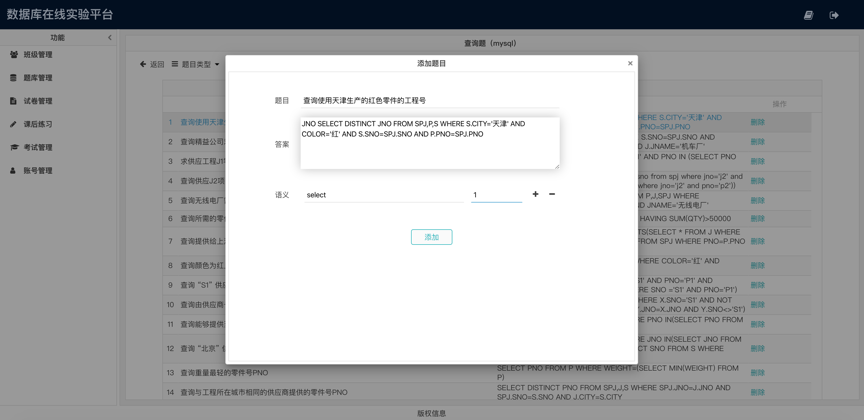 数据库在线实验平台
功能
班级管理
题库管理
试卷管理
课后练习
考试管理
账号管理
查询题（mysql）
返回 题目类型
操作
添加题目
×
题目 查询使用天津生产的红色零件的工程号
答案
JNO SELECT DISTINCT JNO FROM SPJ,P,S WHERE S.CITY='天津' AND
COLOR='红' AND S.SNO=SPJ.SNO AND P.PNO=SPJ.PNO
语义 select 1
添加
1 查询使用天
HERE S.CITY='天津' AND
PNO=SPJ.PNO
删除
2 查询精益公司
S.SNO=SPJ.SNO AND
J.JNAME='机车厂'
删除
3 求供应工程J1
AND PNO IN (SELECT PNO
删除
4 查询供应J2项
no from spj where jno='j2' and
where jno='j2' and pno='p2'))
删除
5 查询无线电厂
M P,J,SPJ WHERE
D JNAME='无线电厂'
删除
6 查询所需的零
HAVING SUM(QTY)>50000
删除
7 查询提供给上
TS(SELECT * FROM J WHERE
FROM SPJ WHERE PNO=P.PNO
删除
8 查询颜色为红
HERE COLOR='红' AND
删除
9 查询“S1”供
S1' AND PNO='P1' AND
HERE SNO ='S1' AND PNO='P1')
删除
10 查询由供应商
HERE X.SNO='S1' AND NOT
.JNO=X.JNO AND Y.SNO<>'S1')
删除
11 查询能够提供
HE PNO IN(SELECT PNO FROM
删除
12 查询“北京”
HE JNO IN(SELECT JNO FROM
CT SNO FROM S WHERE
删除
13 查询重量最轻的零件号PNO
SELECT PNO FROM P WHERE WEIGHT=(SELECT MIN(WEIGHT) FROM
P)
删除
14 查询与工程所在城市相同的供应商提供的零件号PNO
SELECT DISTINCT PNO FROM SPJ,J,S WHERE SPJ.JNO=J.JNO AND
SPJ.SNO=S.SNO AND J.CITY=S.CITY
删除
版权信息